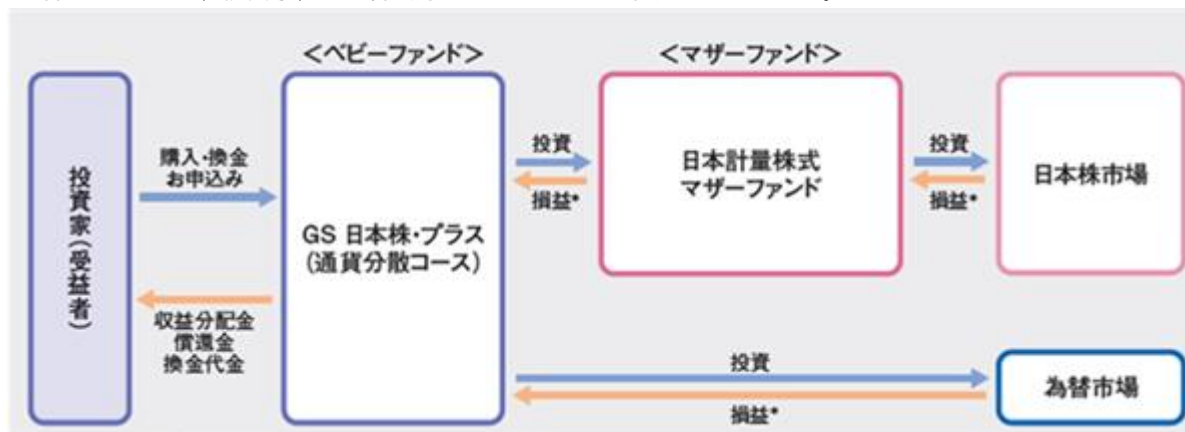 <ベビーファンド>
<マザーファンド>
投資家(受益者)
購入・換金
お申込み
収益分配金
償還金
換金代金
GS 日本株・プラス
(通貨分散コース)
投資
損益*
日本計量株式
マザーファンド
投資
損益*
日本株市場
投資
損益*
為替市場